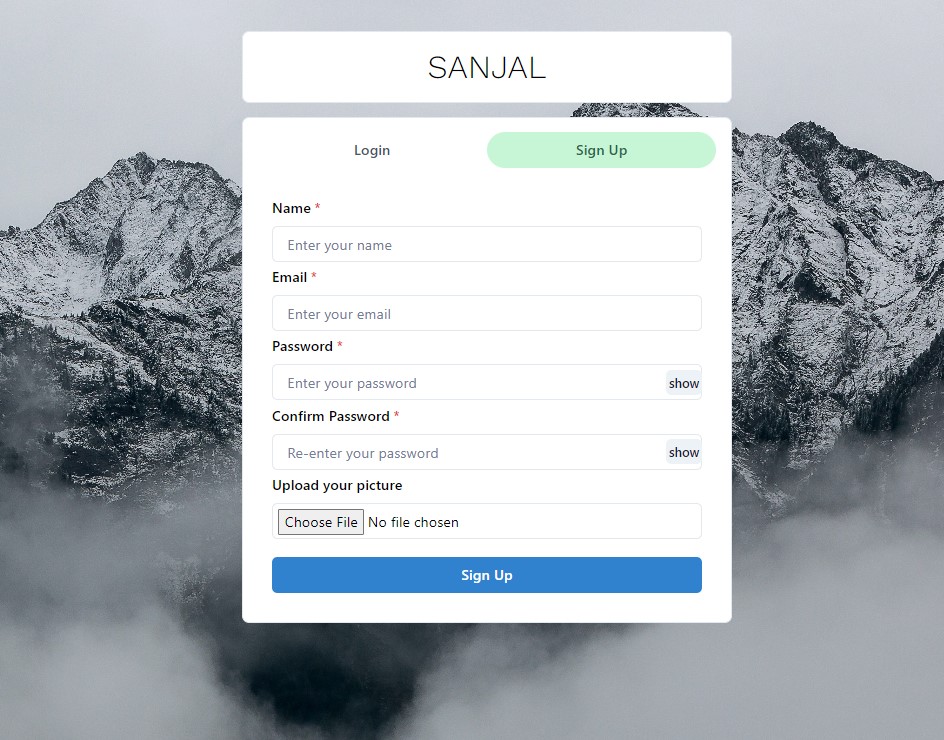 SANJAL
Login
Sign Up
Name *
Enter your name
Email *
Enter your email
Password *
Enter your password
show
Confirm Password *
Re-enter your password
show
Upload your picture
Choose File No file chosen
Sign Up